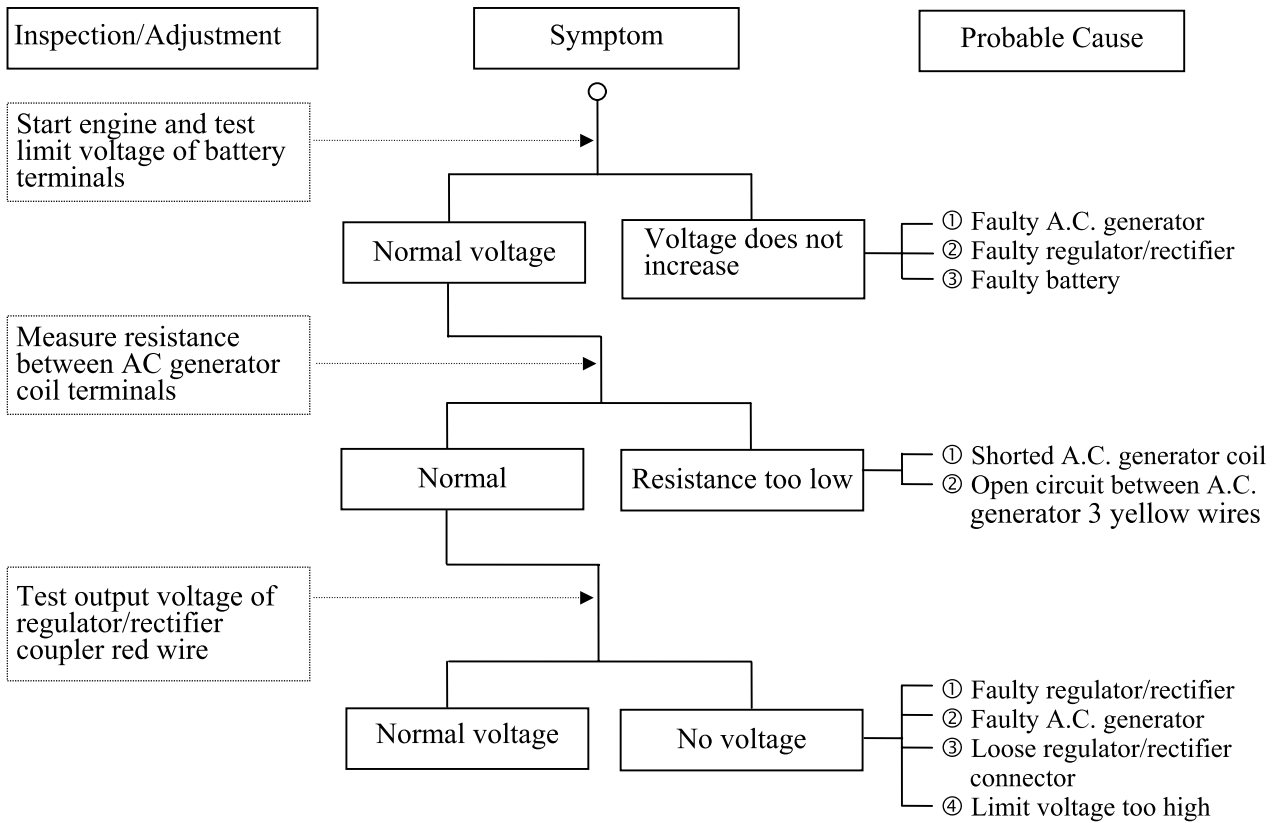 Inspection/Adjustment
Symptom
Probable Cause
Start engine and test
limit voltage of battery
terminals
Normal voltage
Voltage does not
increase
① Faulty A.C. generator
② Faulty regulator/rectifier
③ Faulty battery
Measure resistance
between AC generator
coil terminals
Normal
Resistance too low
① Shorted A.C. generator coil
② Open circuit between A.C.
generator 3 yellow wires
Test output voltage of
regulator/rectifier
coupler red wire
Normal voltage
No voltage
① Faulty regulator/rectifier
② Faulty A.C. generator
③ Loose regulator/rectifier
connector
④ Limit voltage too high